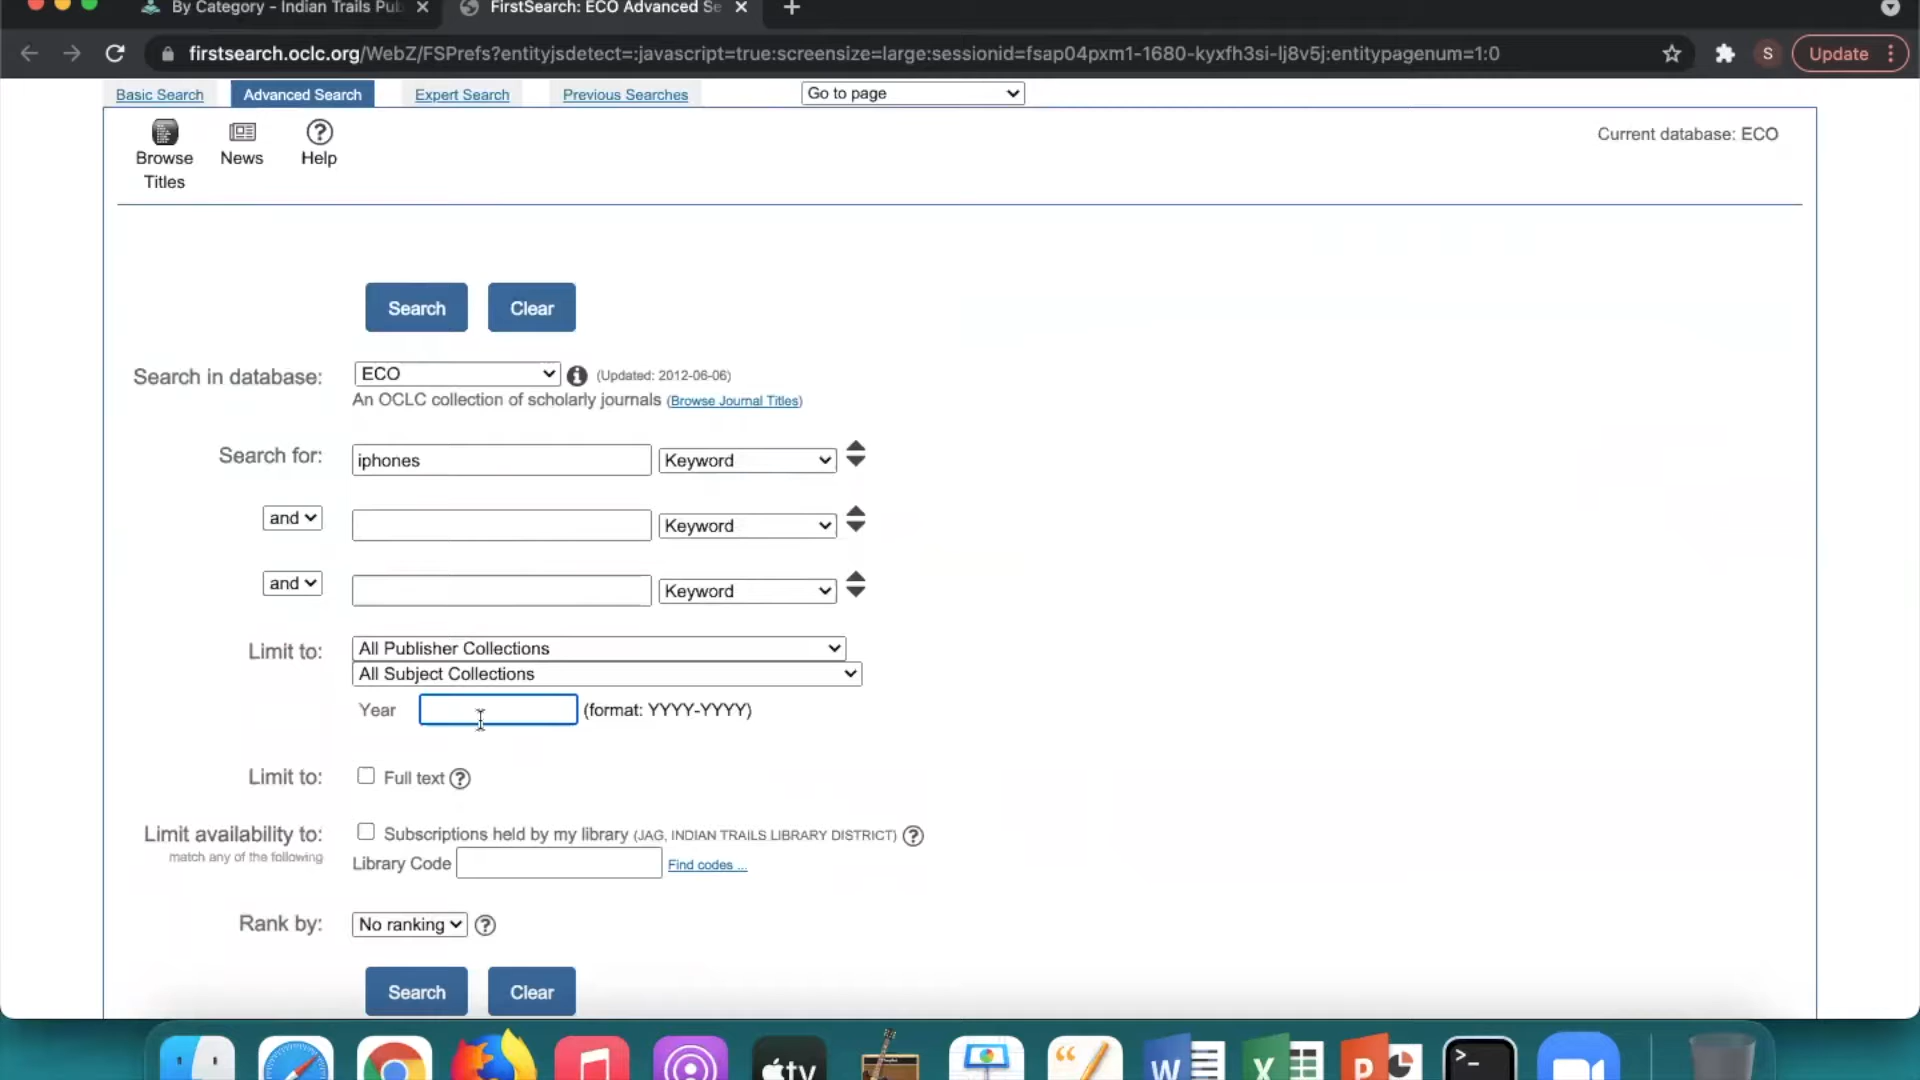 By Category - Indian Trails Pub
FirstSearch: ECO Advanced Se
firstsearch.oclc.org/WebZ/FSPrefs?entityjsdetect=:javascript=true:screensize=large:sessionid=fsap04pxm1-1680-kyxfh3si-lj8v5j:entitypagenum=1:0
S
Update
Basic Search
Advanced Search
Expert Search
Previous Searches
Go to page
Browse Titles
News
Help
Current database: ECO
Search
Clear
Search in database:
ECO
(Updated: 2012-06-06)
An OCLC collection of scholarly journals (Browse Journal Titles)
Search for:
iphones
Keyword
and
Keyword
and
Keyword
Limit to:
All Publisher Collections
All Subject Collections
Year
(format: YYYY-YYYY)
Limit to:
Full text
Limit availability to:
match any of the following
Subscriptions held by my library (JAG, INDIAN TRAILS LIBRARY DISTRICT)
Library Code
Find codes ...
Rank by:
No ranking
Search
Clear
tv
W
X
P
>_